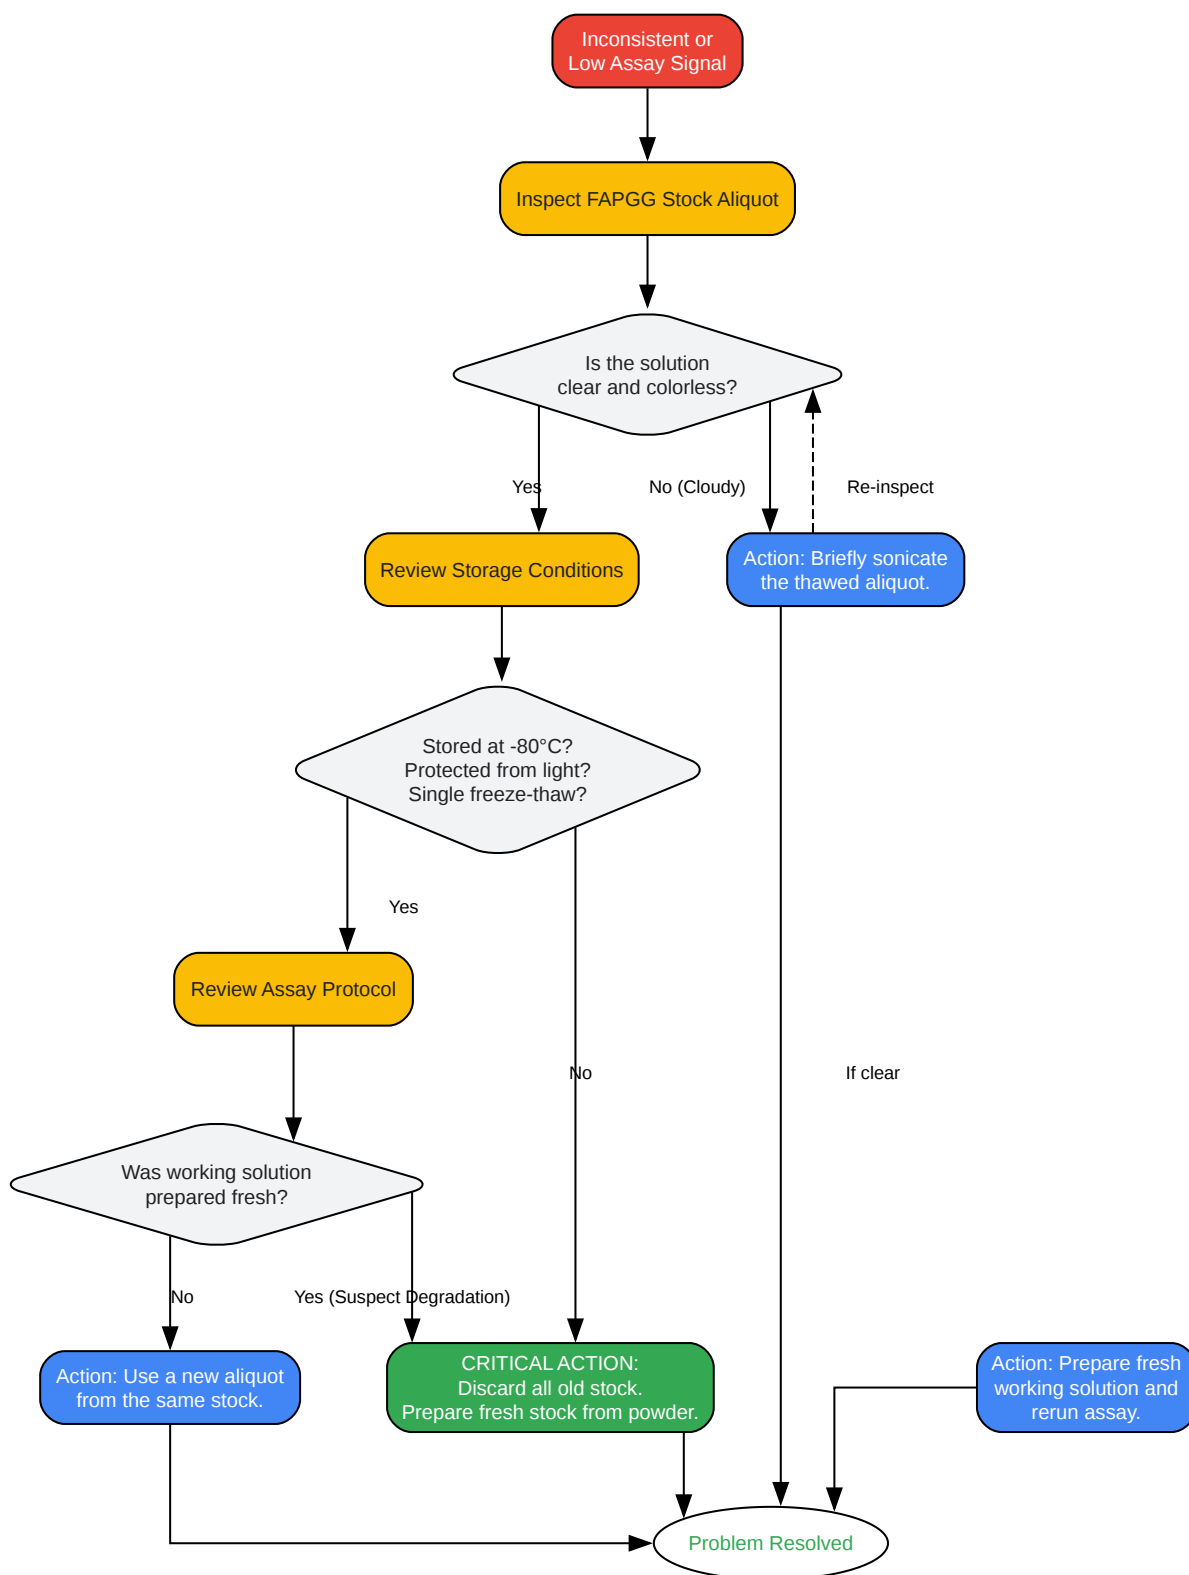 Inconsistent or
Low Assay Signal
Inspect FAPGG Stock Aliquot
Is the solution
clear and colorless?
Yes
No (Cloudy)
Re-inspect
Review Storage Conditions
Action: Briefly sonicate
the thawed aliquot.
Stored at -80°C?
Protected from light?
Single freeze-thaw?
Yes
Review Assay Protocol
No
If clear
Was working solution
prepared fresh?
No
Yes (Suspect Degradation)
Action: Use a new aliquot
from the same stock.
CRITICAL ACTION:
Discard all old stock.
Prepare fresh stock from powder.
Action: Prepare fresh
working solution and
rerun assay.
Problem Resolved